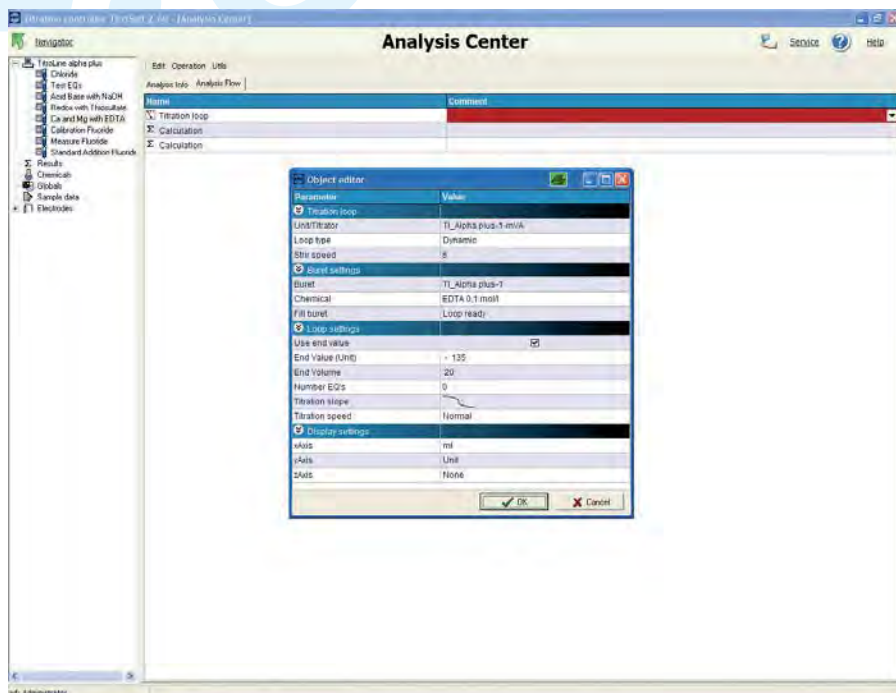 Titration controller TitriSoft 2.60 - [Analysis Center]
Navigator
Analysis Center
Service
Help
TitroLine alpha plus
Chloride
Test EQs
Acid Base with NaOH
Redox with Thiosulfate
Ca and Mg with EDTA
Calibration Fluoride
Measure Fluoride
Standard Addition Fluoride
Results
Chemicals
Globals
Sample data
Electrodes
Edit Operation Utils
Analysis Info Analysis Flow
Name Comment
Titration loop
Σ Calculation
Σ Calculation
Object editor
Parameter Value
Titration loop
Unit/Titrator TI_Alpha plus-1-mV/A
Loop type Dynamic
Stir speed 8
Buret settings
Buret TI_Alpha plus-1
Chemical EDTA 0,1 mol/l
Fill buret Loop ready
Loop settings
Use end value
End Value (Unit) - 135
End Volume 20
Number EQ's 0
Titration slope
Titration speed Normal
Display settings
xAxis ml
yAxis Unit
zAxis None
OK Cancel